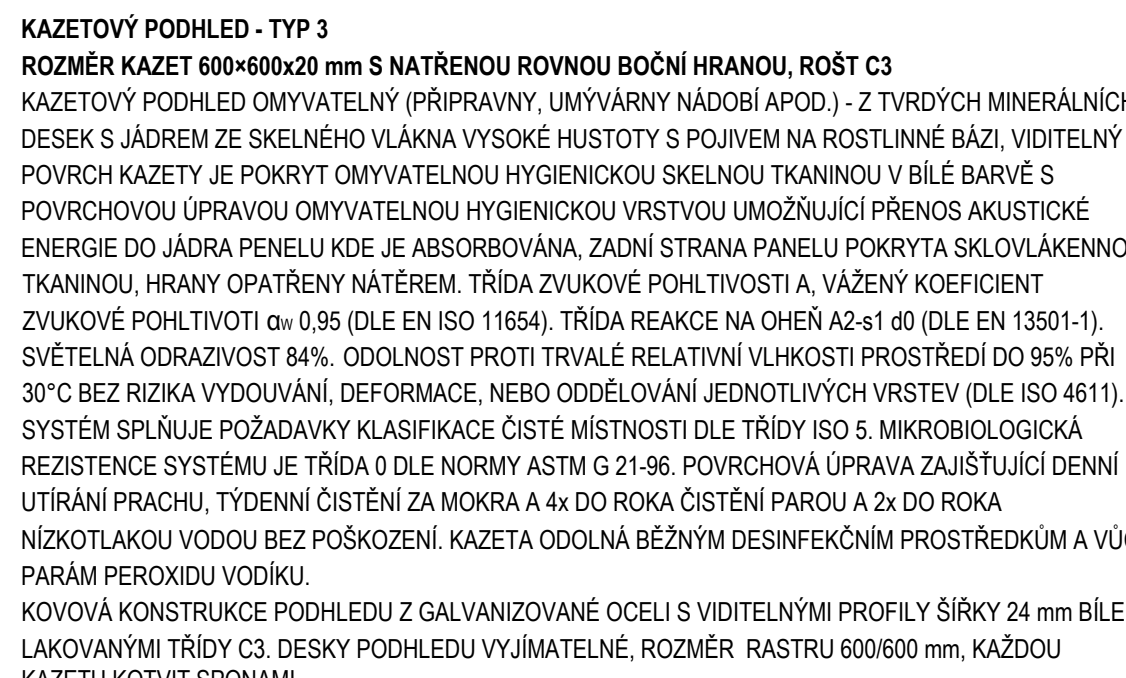 KAZETOVÝ PODHLED - TYP 3
ROZMĚR KAZET 600×600x20 mm S NATŘENOU ROVNOU BOČNÍ HRANOU, ROŠT C3
KAZETOVÝ PODHLED OMYVATELNÝ (PŘIPRAVNY, UMÝVÁRNY NÁDOBÍ APOD.) - Z TVRDÝCH MINERÁLNÍCH
DESEK S JÁDREM ZE SKELNÉHO VLÁKNA VYSOKÉ HUSTOTY S POJIVEM NA ROSTLINNÉ BÁZI, VIDITELNÝ
POVRCH KAZETY JE POKRYT OMYVATELNOU HYGIENICKOU SKELNOU TKANINOU V BÍLÉ BARVĚ S
POVRCHOVOU ÚPRAVOU OMYVATELNOU HYGIENICKOU VRSTVOU UMOŽŇUJÍCÍ PŘENOS AKUSTICKÉ
ENERGIE DO JÁDRA PENELU KDE JE ABSORBOVÁNA, ZADNÍ STRANA PANELU POKRYTA SKLOVLÁKENNO
TKANINOU, HRANY OPATŘENY NÁTĚREM. TŘÍDA ZVUKOVÉ POHLTIVOSTI A, VÁŽENÝ KOEFICIENT
ZVUKOVÉ POHLTIVOTI αw 0,95 (DLE EN ISO 11654). TŘÍDA REAKCE NA OHEŇ A2-s1 d0 (DLE EN 13501-1).
SVĚTELNÁ ODRAZIVOST 84%. ODOLNOST PROTI TRVALÉ RELATIVNÍ VLHKOSTI PROSTŘEDÍ DO 95% PŘI
30°C BEZ RIZIKA VYDOUVÁNÍ, DEFORMACE, NEBO ODDĚLOVÁNÍ JEDNOTLIVÝCH VRSTEV (DLE ISO 4611).
SYSTÉM SPLŇUJE POŽADAVKY KLASIFIKACE ČISTÉ MÍSTNOSTI DLE TŘÍDY ISO 5. MIKROBIOLOGICKÁ
REZISTENCE SYSTÉMU JE TŘÍDA 0 DLE NORMY ASTM G 21-96. POVRCHOVÁ ÚPRAVA ZAJIŠŤUJÍCÍ DENNÍ
UTÍRÁNÍ PRACHU, TÝDENNÍ ČISTĚNÍ ZA MOKRA A 4x DO ROKA ČISTĚNÍ PAROU A 2x DO ROKA
NÍZKOTLAKOU VODOU BEZ POŠKOZENÍ. KAZETA ODOLNÁ BĚŽNÝM DESINFEKČNÍM PROSTŘEDKŮM A
PARÁM PEROXIDU VODÍKU.
KOVOVÁ KONSTRUKCE PODHLEDU Z GALVANIZOVANÉ OCELI S VIDITELNÝMI PROFILY ŠÍŘKY 24 mm BÍLE
LAKOVANÝMI TŘÍDY C3. DESKY PODHLEDU VYJÍMATELNÉ, ROZMĚR RASTRU 600/600 mm, KAŽDOU
KAZETU KOTVIT SPONAMI